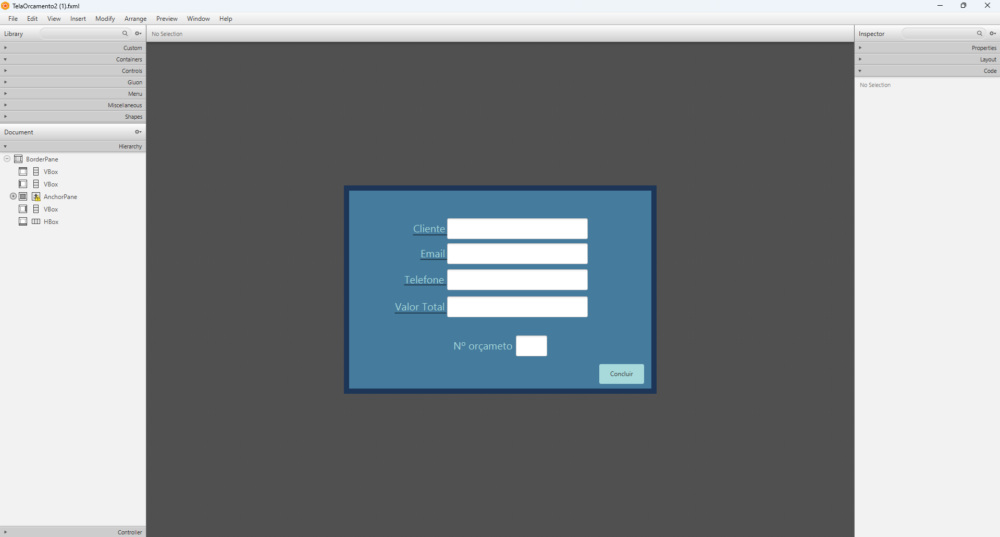 TelaOrcamento2 (1).fxml
File Edit View Insert Modify Arrange Preview Window Help
Library
No Selection
Inspector
Custom
Containers
Controls
Gluon
Menu
Miscellaneous
Shapes
Document
Hierarchy
BorderPane
VBox
VBox
AnchorPane
VBox
HBox
Controller
Cliente
Email
Telefone
Valor Total
Nº orçameto
Concluir
Properties
Layout
Code
No Selection